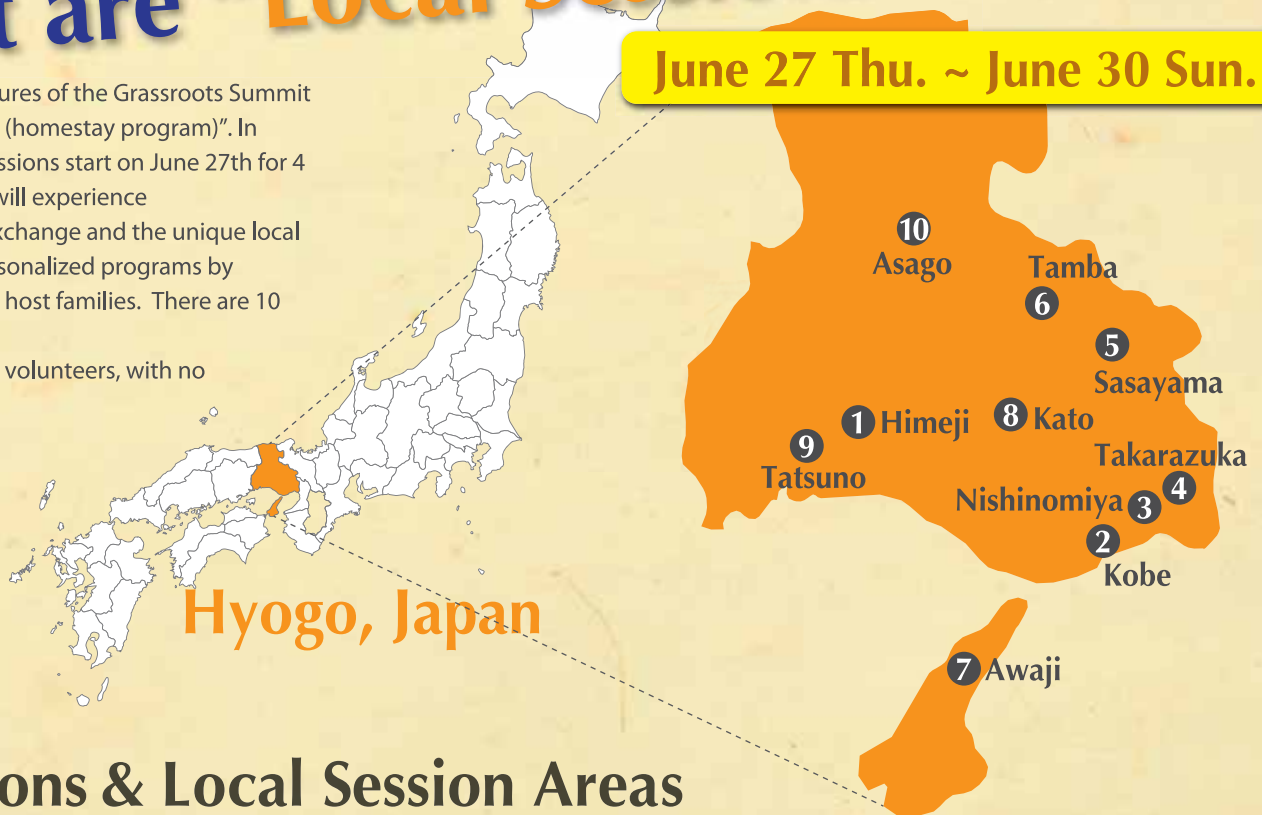 t are "Local
June 27 Thu. ~ June 30 Sun.
ures of the Grassroots Summit
(homestay program)". In
ssions start on June 27th for 4
will experience
xchange and the unique local
sonalized programs by
host families. There are 10
volunteers, with no
10
Asago
Tamba
6
5
Sasayama
1 Himeji
8 Kato
9
Tatsuno
Takarazuka
4
Nishinomiya 3
2
Kobe
Hyogo, Japan
7 Awaji
ons & Local Session Areas